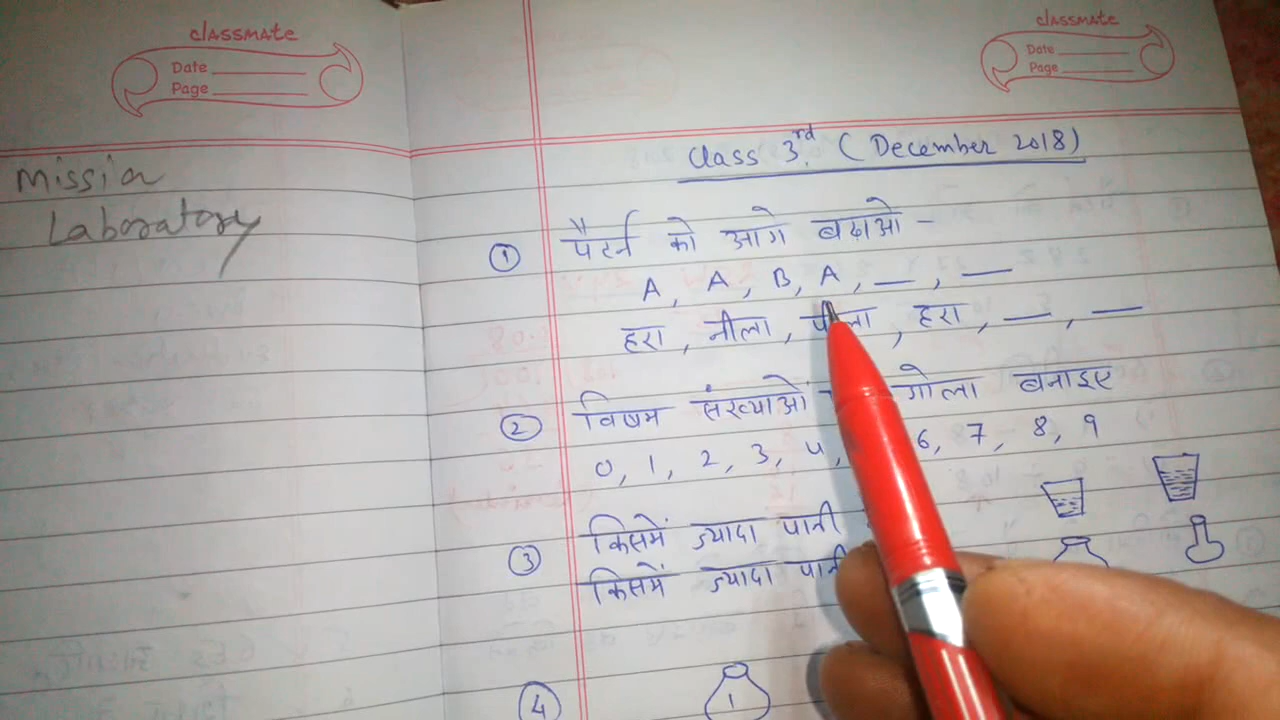 classmate
Date
Page
classmate
Date
Page
Mission
Laboratory
Class 3rd. (December 2018)
① पैटर्न को आगे बढ़ाओ -
A, A, B, A, __, __
हरा, नीला, पीला, हरा, __, __
② विषम संख्याओं गोला बनाइए
0, 1, 2, 3, 4, 6, 7, 8, 9
③ किसमें ज्यादा पानी
किसमें ज्यादा पानी
④ 1